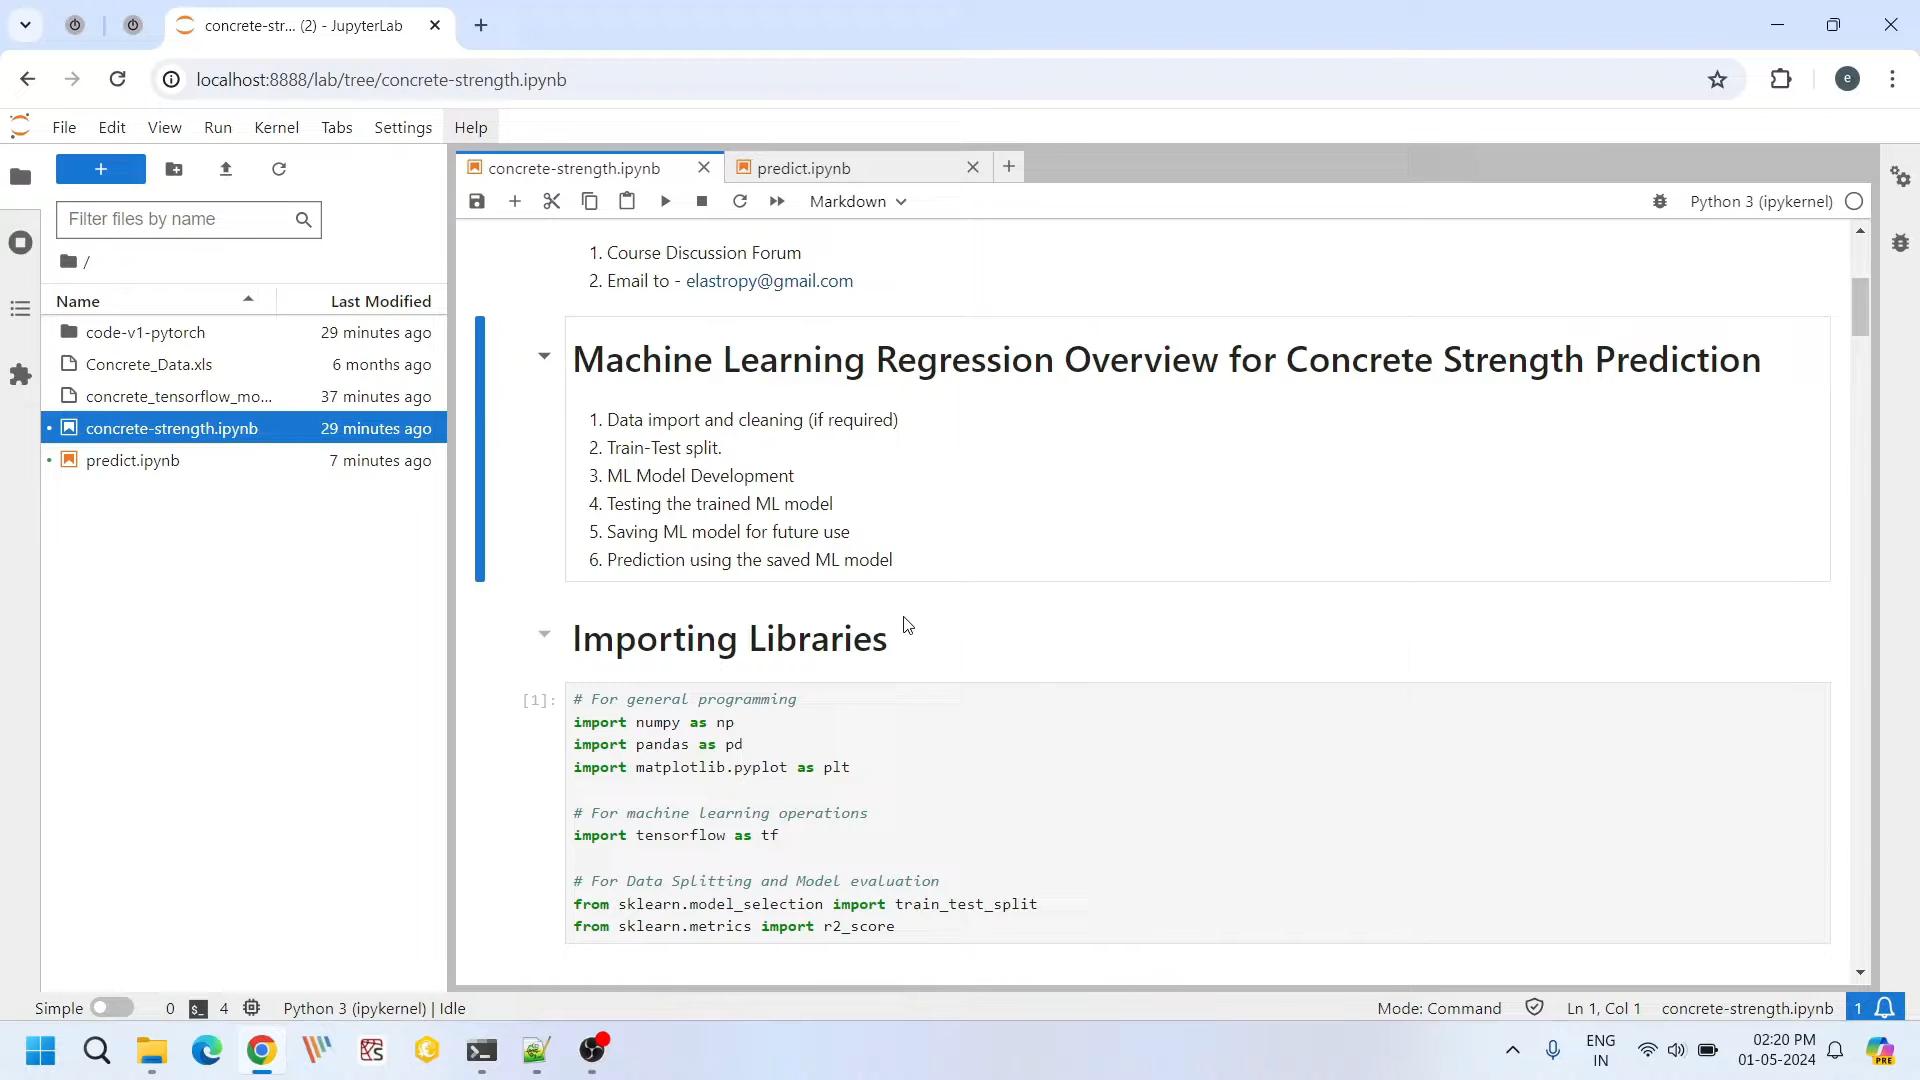 concrete-str... (2) - JupyterLab
localhost:8888/lab/tree/concrete-strength.ipynb
e
File Edit View Run Kernel Tabs Settings Help
Filter files by name
/
Name Last Modified
code-v1-pytorch 29 minutes ago
Concrete_Data.xls 6 months ago
concrete_tensorflow_mo... 37 minutes ago
concrete-strength.ipynb 29 minutes ago
predict.ipynb 7 minutes ago
concrete-strength.ipynb
predict.ipynb
Markdown
Python 3 (ipykernel)
1. Course Discussion Forum
2. Email to - elastropy@gmail.com
Machine Learning Regression Overview for Concrete Strength Prediction
1. Data import and cleaning (if required)
2. Train-Test split.
3. ML Model Development
4. Testing the trained ML model
5. Saving ML model for future use
6. Prediction using the saved ML model
Importing Libraries
[1]:
# For general programming
import numpy as np
import pandas as pd
import matplotlib.pyplot as plt
# For machine learning operations
import tensorflow as tf
# For Data Splitting and Model evaluation
from sklearn.model_selection import train_test_split
from sklearn.metrics import r2_score
Simple 0 $_ 4 Python 3 (ipykernel) | Idle
Mode: Command Ln 1, Col 1 concrete-strength.ipynb 1
ENG
IN
02:20 PM
01-05-2024
PRE